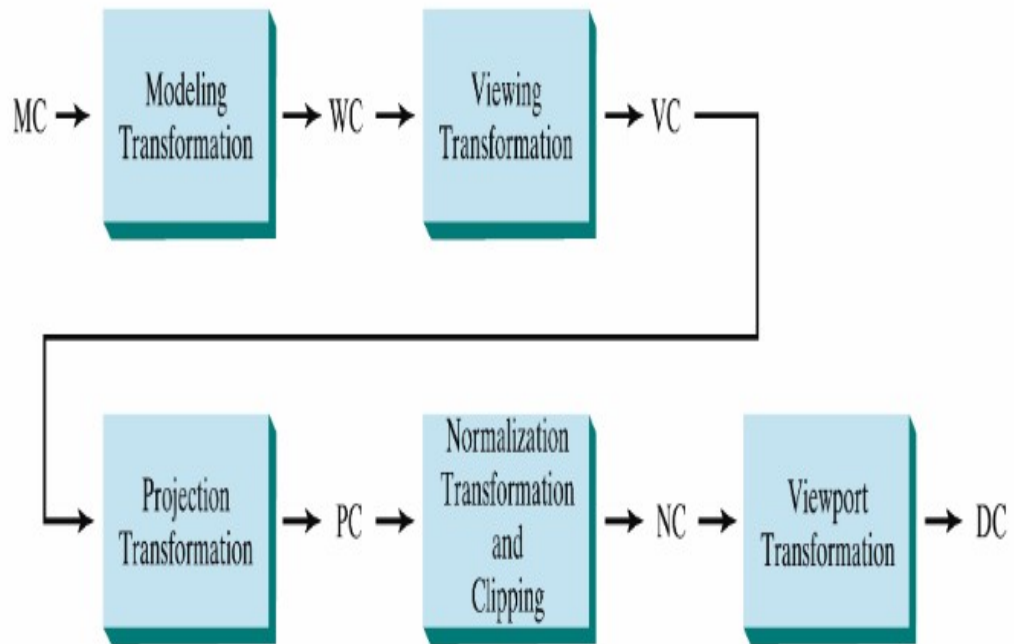 MC
Modeling
Transformation
WC
Viewing
Transformation
VC
Projection
Transformation
PC
Normalization
Transformation
and
Clipping
NC
Viewport
Transformation
DC